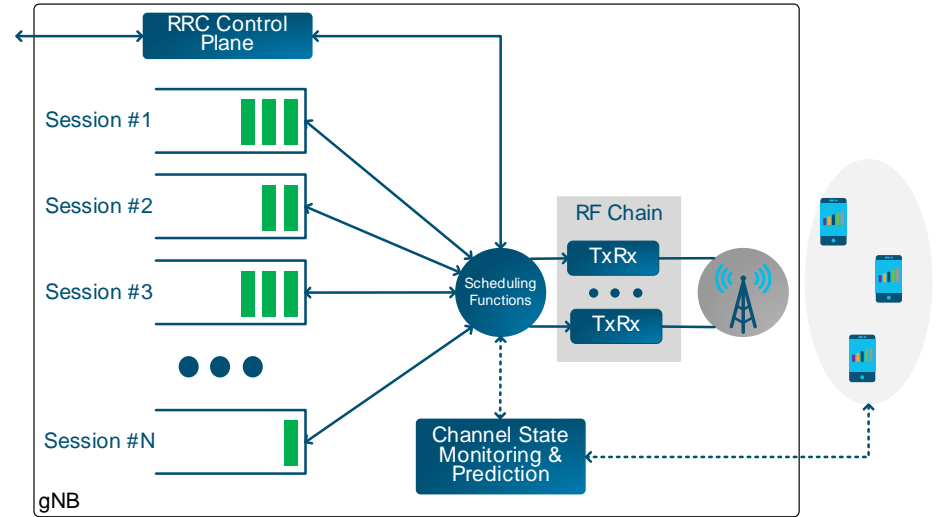 RRC Control
Plane
Session #1
Session #2
Session #3
Session #N
Scheduling
Functions
RF Chain
TxRx
TxRx
Channel State
Monitoring &
Prediction
gNB